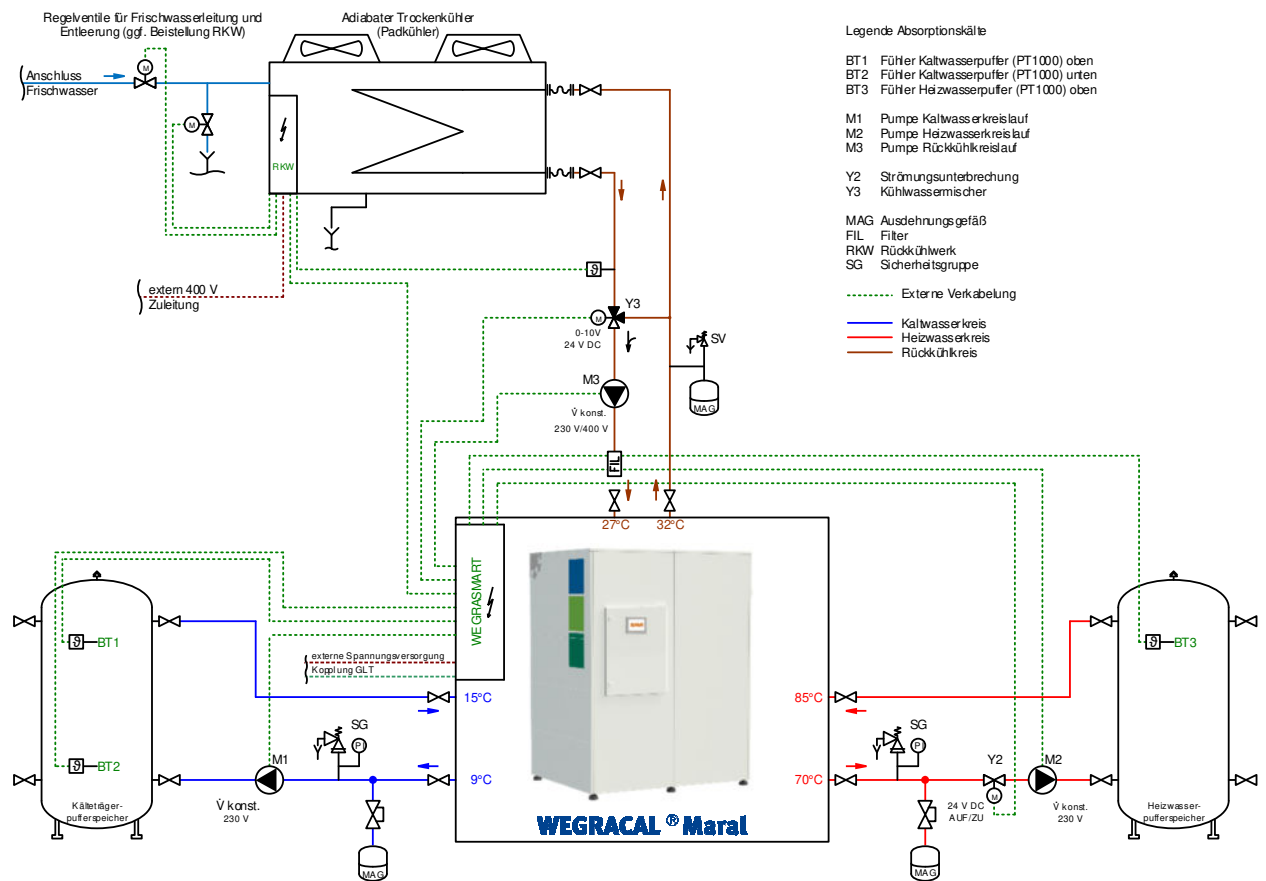 Regelventile für Frischwasserleitung und
Entleerung (ggf. Beistellung RKW)
Adiabater Trockenkühler
(Padkühler)
Anschluss
Frischwasser
M
M
RKW
extern 400 V
Zuleitung
ϑ
M
Y3
0-10V
24 V DC
M3
V̇ konst.
230 V/400 V
FIL
SV
MAG
27°C
32°C
Legende Absorptionskälte
BT1 Fühler Kaltwasserpuffer (PT1000) oben
BT2 Fühler Kaltwasserpuffer (PT1000) unten
BT3 Fühler Heizwasserpuffer (PT1000) oben
M1 Pumpe Kaltwasserkreislauf
M2 Pumpe Heizwasserkreislauf
M3 Pumpe Rückkühlkreislauf
Y2 Strömungsunterbrechung
Y3 Kühlwassermischer
MAG Ausdehnungsgefäß
FIL Filter
RKW Rückkühlwerk
SG Sicherheitsgruppe
Externe Verkabelung
Kaltwasserkreis
Heizwasserkreis
Rückkühlkreis
WEGRASMART
externe Spannungsversorgung
Kopplung GLT
ϑ BT1
ϑ BT2
Kälteträger-
pufferspeicher
M1
V̇ konst.
230 V
SG
P
MAG
15°C
9°C
85°C
70°C
WEGRACAL® Maral
SG
P
MAG
Y2
M
24 V DC
AUF/ZU
M2
V̇ konst.
230 V
ϑ BT3
Heizwasser-
pufferspeicher